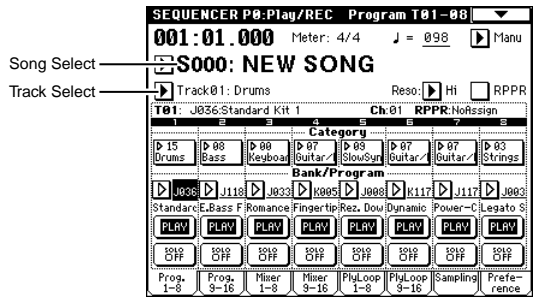 SEQUENCER P0:Play/REC Program T01-08
001:01.000 Meter: 4/4 ♩ = 098 Manu
Song Select
S000: NEW SONG
Track Select
Track01: Drums Reso: Hi RPPR
T01: J036:Standard Kit 1 Ch:01 RPPR:NoAssign
1 2 3 4 5 6 7 8
Category
15 08 00 07 09 07 07 03
Drums Bass Keyboar Guitar/ SlowSyn Guitar/ Guitar/ Strings
Bank/Program
J036 J118 J033 K005 J008 K117 J117 J003
Standard E.Bass F Romance Fingertip Rez. Dow Dynamic Power-C Legato S
PLAY PLAY PLAY PLAY PLAY PLAY PLAY PLAY
SOLO SOLO SOLO SOLO SOLO SOLO SOLO SOLO
OFF OFF OFF OFF OFF OFF OFF OFF
Prog. Prog. Mixer Mixer PlyLoop PlyLoop Sampling Prefe-
1-8 9-16 1-8 9-16 1-8 9-16 rence